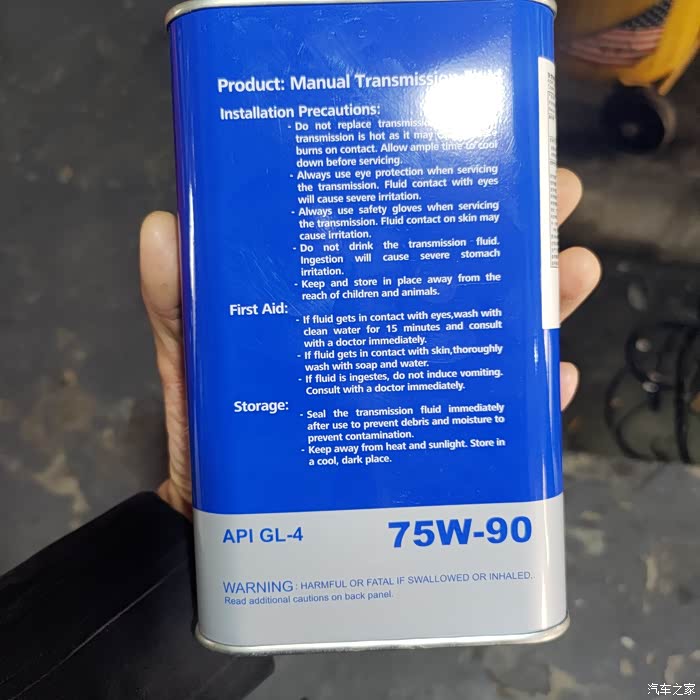 Product: Manual Transmission
Installation Precautions:
- Do not replace
transmission is hot as it may
burns on contact. Allow ample time to cool
down before servicing.
- Always use eye protection when servicing
the transmission. Fluid contact with eyes
will cause severe irritation.
- Always use safety gloves when servicing
the transmission. Fluid contact on skin may
cause irritation.
- Do not drink the transmission fluid.
Ingestion will cause severe stomach
irritation.
- Keep and store in place away from the
reach of children and animals.
First Aid:
- If fluid gets in contact with eyes,wash with
clean water for 15 minutes and consult
with a doctor immediately.
- If fluid gets in contact with skin,thoroughly
wash with soap and water.
- If fluid is ingestes, do not induce vomiting.
Consult with a doctor immediately.
Storage:
- Seal the transmission fluid immediately
after use to prevent debris and moisture to
prevent contamination.
- Keep away from heat and sunlight. Store in
a cool, dark place.
API GL-4
75W-90
WARNING: HARMFUL OR FATAL IF SWALLOWED OR INHALED.
Read additional cautions on back panel.
汽车之家